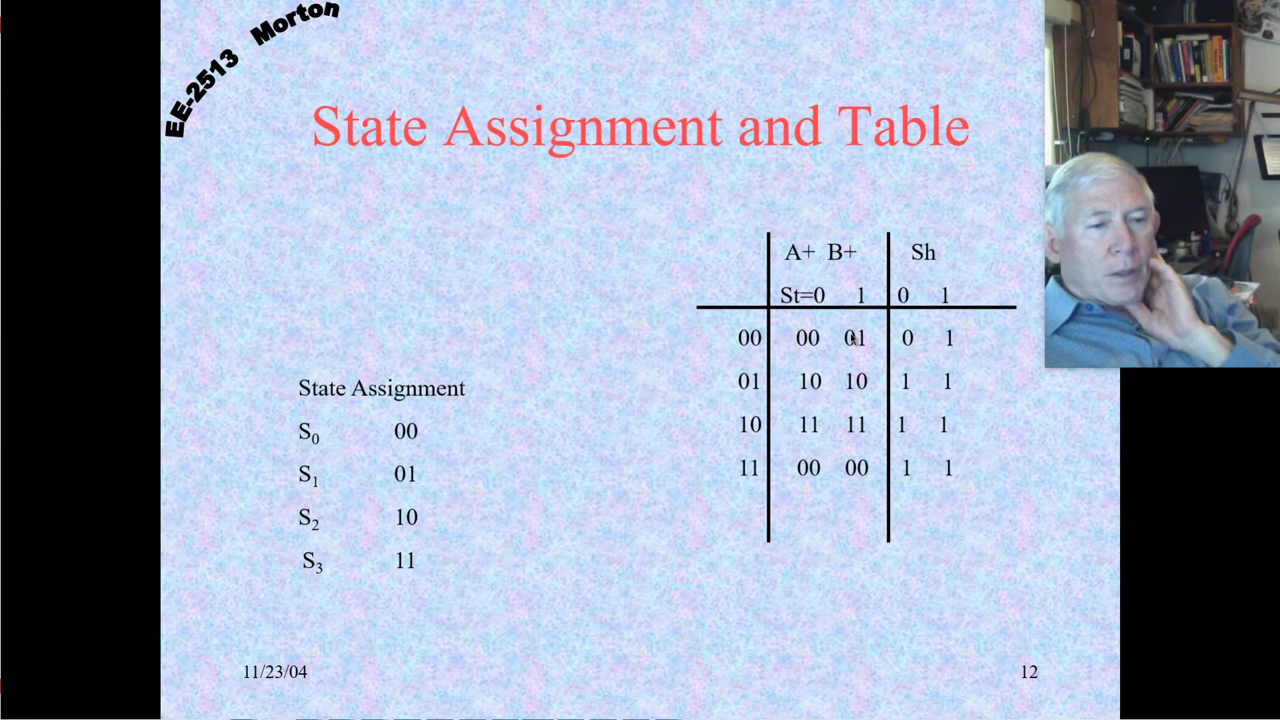 EE-2513 Morton
State Assignment and Table
A+ B+ Sh
St=0 1 0 1
00 00 01 0 1
01 10 10 1 1
10 11 11 1 1
11 00 00 1 1
State Assignment
S0 00
S1 01
S2 10
S3 11
11/23/04 12